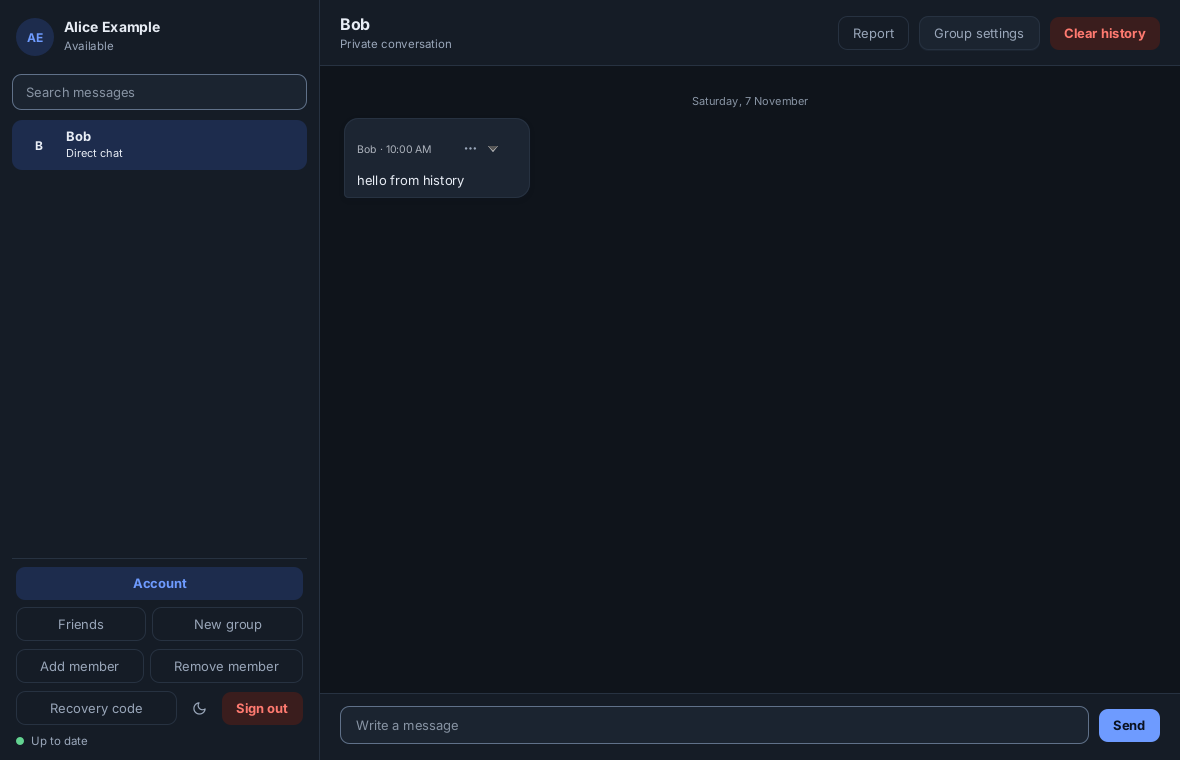 AE
Alice Example
Available
Search messages
B
Bob
Direct chat
Account
Friends
New group
Add member
Remove member
Recovery code
Sign out
Up to date
Bob
Private conversation
Report
Group settings
Clear history
Saturday, 7 November
Bob · 10:00 AM
hello from history
Write a message
Send